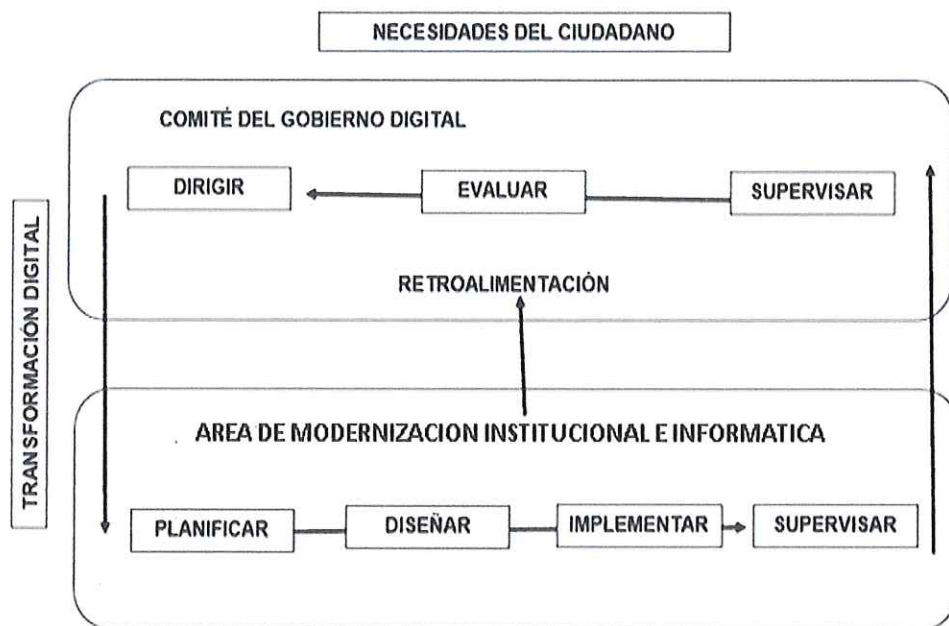 NECESIDADES DEL CIUDADANO
COMITÉ DEL GOBIERNO DIGITAL
DIRIGIR
EVALUAR
SUPERVISAR
RETROALIMENTACIÓN
TRANSFORMACIÓN DIGITAL
AREA DE MODERNIZACION INSTITUCIONAL E INFORMATICA
PLANIFICAR
DISEÑAR
IMPLEMENTAR
SUPERVISAR